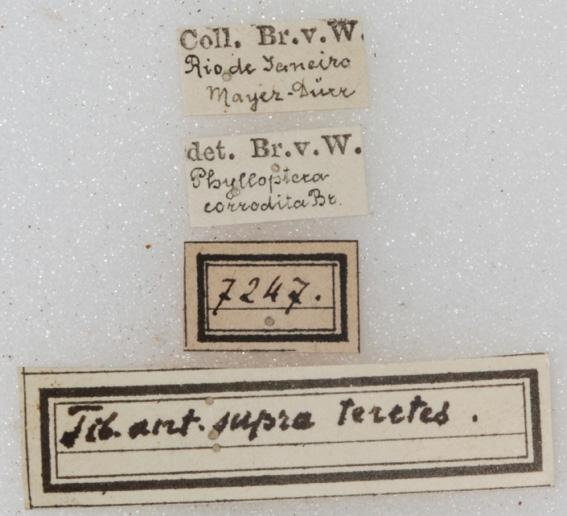 Coll. Br.v.W.
Rio de Janeiro
Mayer-Dürr
det. Br.v.W.
Phylloptera
corrodita Br.
7247.
Tib. ant. supra teretes.